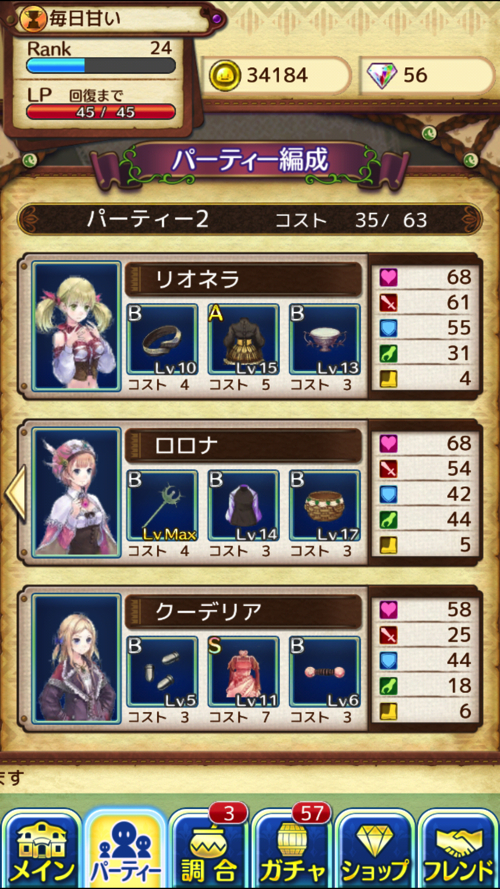 毎日甘い
Rank 24
34184
56
LP 回復まで
45 / 45
パーティー編成
パーティー2 コスト 35/ 63
リオネラ
B A B
Lv.10 Lv.15 Lv.13
コスト 4 コスト 5 コスト 3
68
61
55
31
4
ロロナ
B B B
Lv.Max Lv.14 Lv.17
コスト 4 コスト 3 コスト 3
68
54
42
44
5
クーデリア
B S B
Lv.5 Lv.11 Lv.6
コスト 3 コスト 7 コスト 3
58
25
44
18
6
ます
3 57
メイン パーティー 調合 ガチャ ショップ フレンド